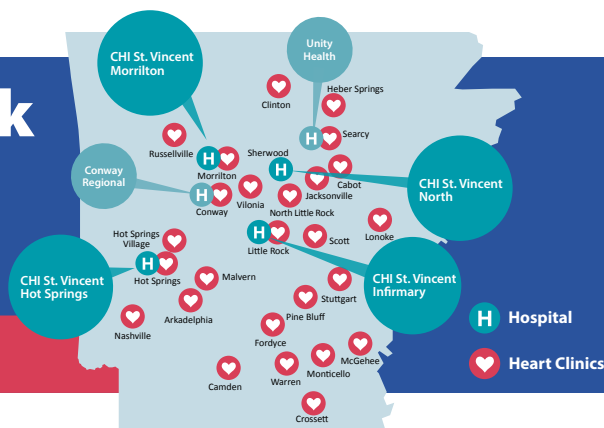 k
CHI St. Vincent
Morrilton
Unity
Health
Clinton
Heber Springs
Searcy
Russellville
H
Morrilton
Sherwood
H
H
Cabot
Jacksonville
Conway
Regional
H
Conway
Vilonia
North Little Rock
CHI St. Vincent
North
Hot Springs
Village
H
Little Rock
Scott
Lonoke
CHI St. Vincent
Hot Springs
H
Hot Springs
Malvern
CHI St. Vincent
Infirmary
Stuttgart
Arkadelphia
Pine Bluff
Nashville
Fordyce
H Hospital
McGehee
Monticello
Warren
Camden
Heart Clinics
Crossett